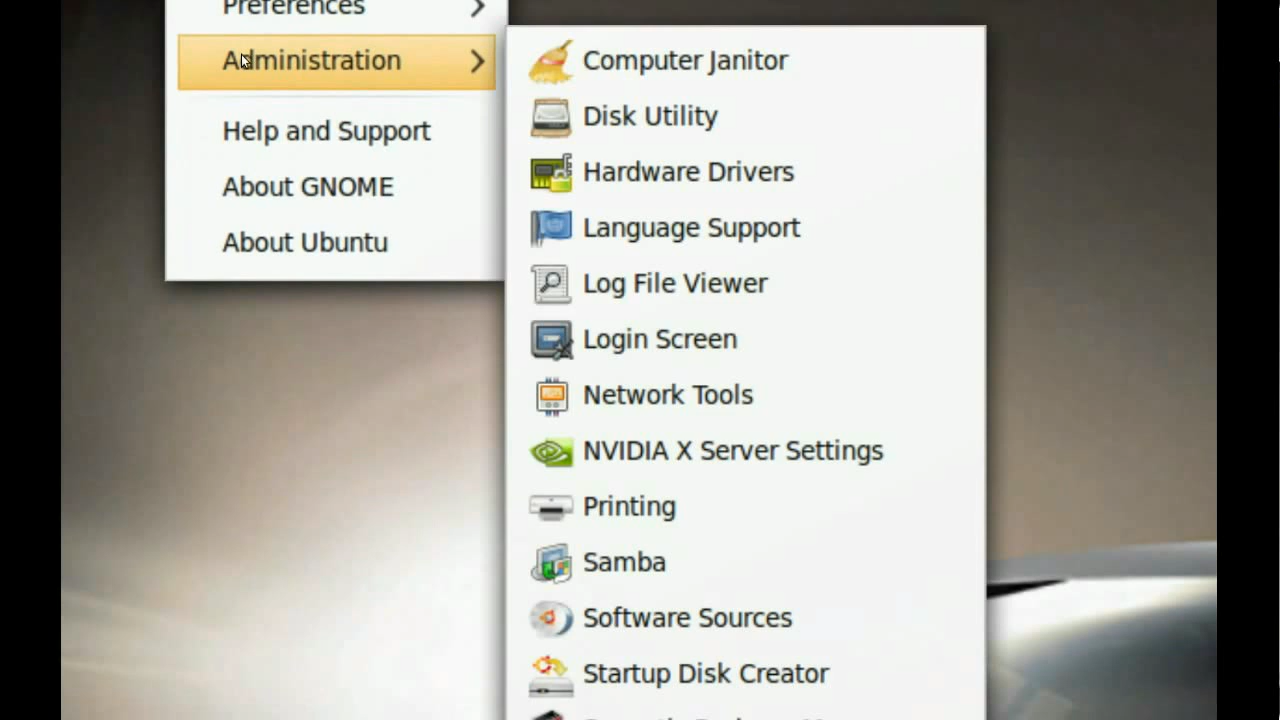 Preferences
Administration
Help and Support
About GNOME
About Ubuntu
Computer Janitor
Disk Utility
Hardware Drivers
Language Support
Log File Viewer
Login Screen
Network Tools
NVIDIA X Server Settings
Printing
Samba
Software Sources
Startup Disk Creator